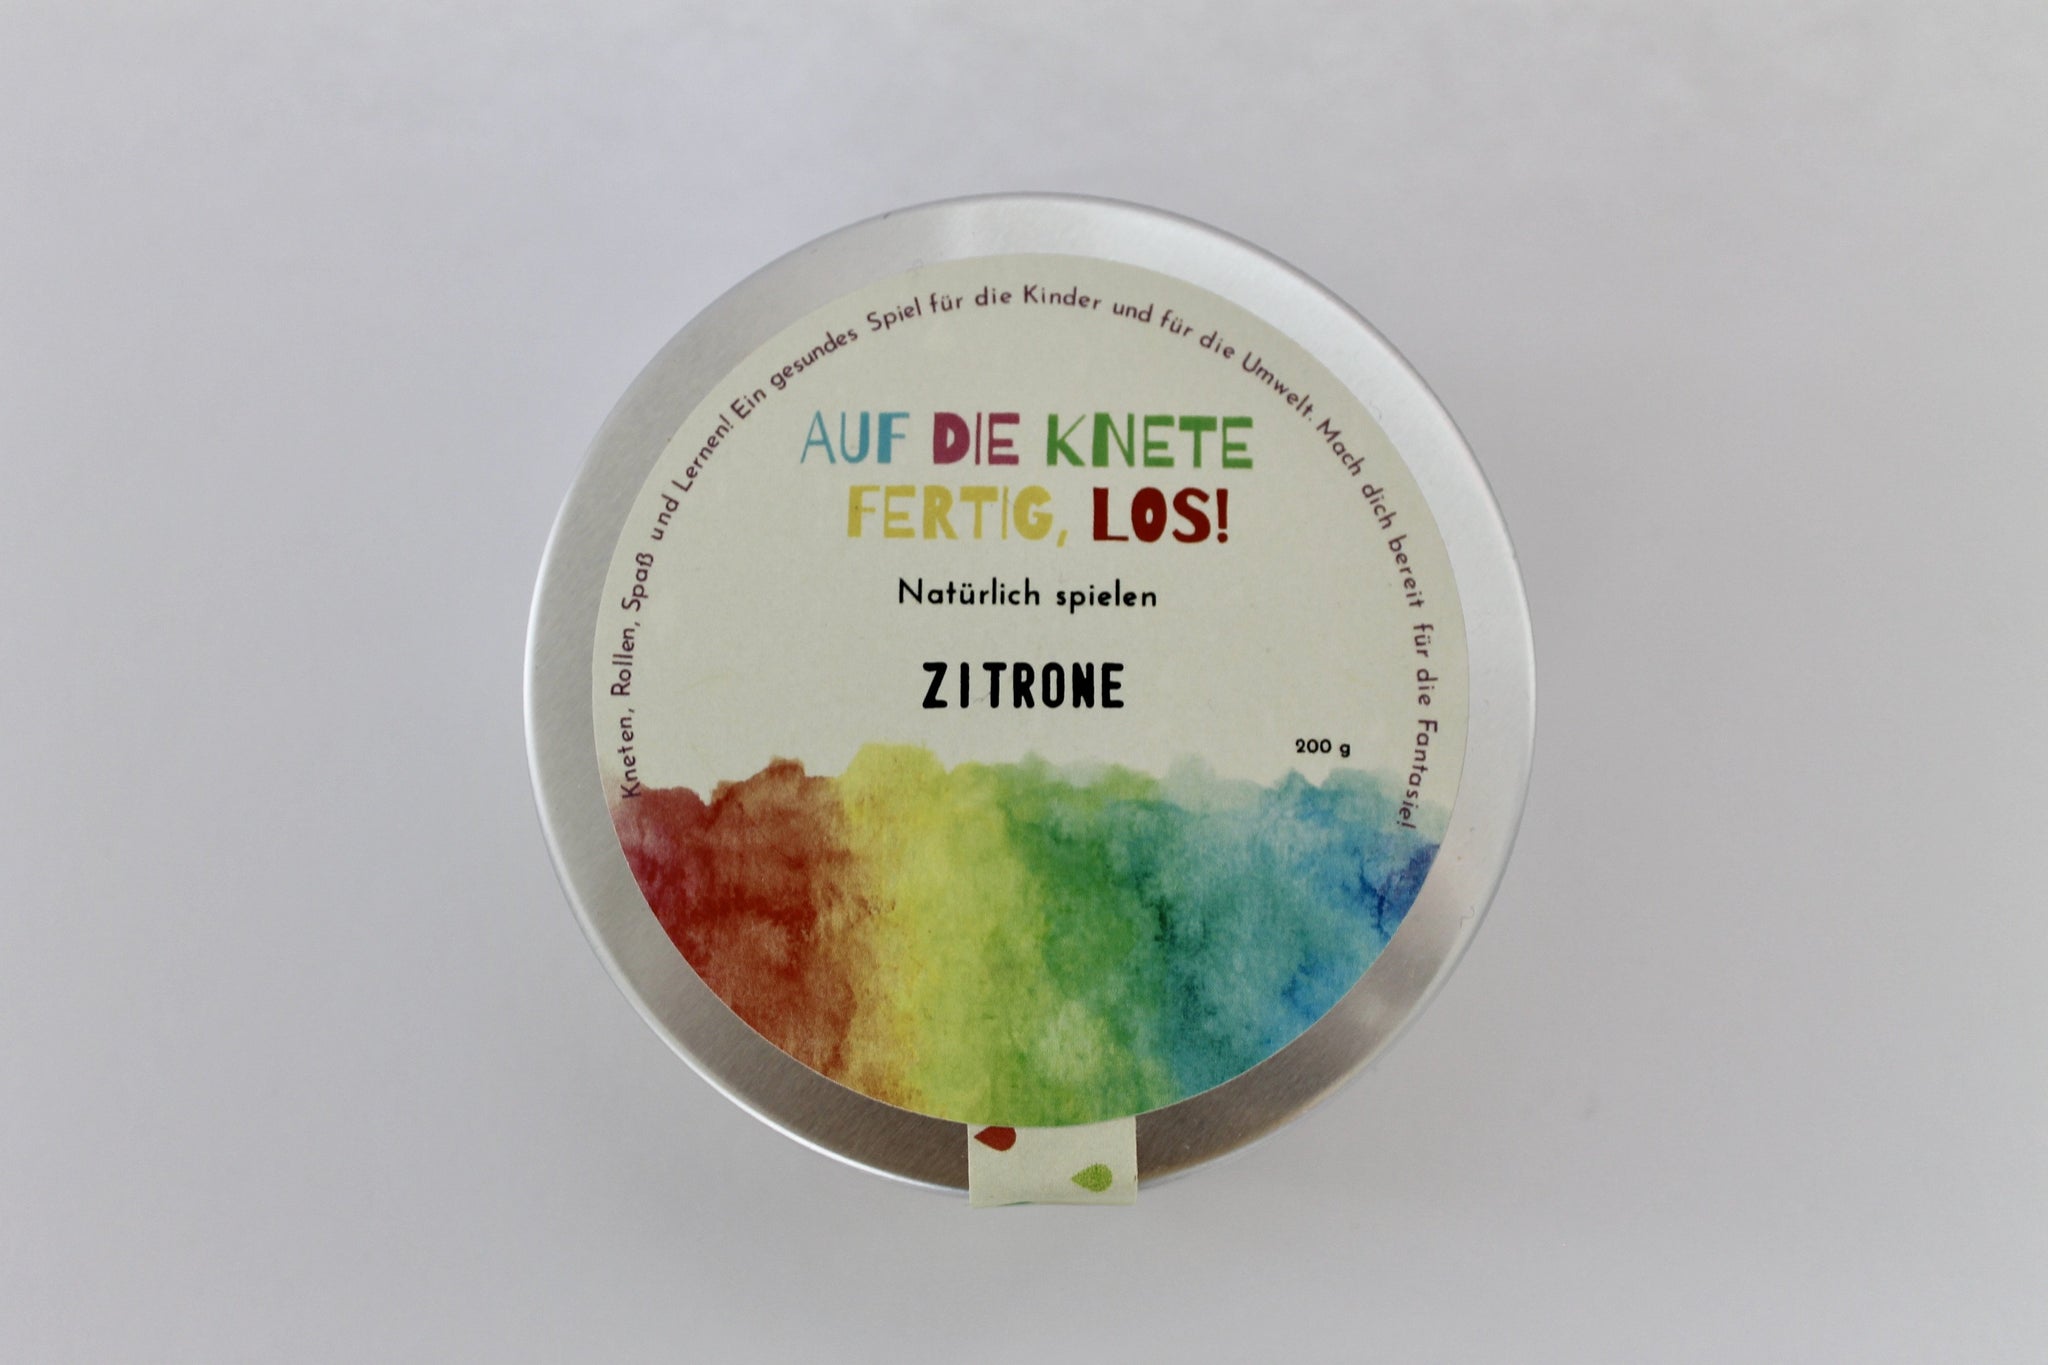 Kneten, Rollen, Spaß und Lernen! Ein gesundes Spiel für die Kinder und für die Umwelt. Mach dich bereit für die Fantasie!
AUF DIE KNETE
FERTIG, LOS!
Natürlich spielen
ZITRONE
200 g